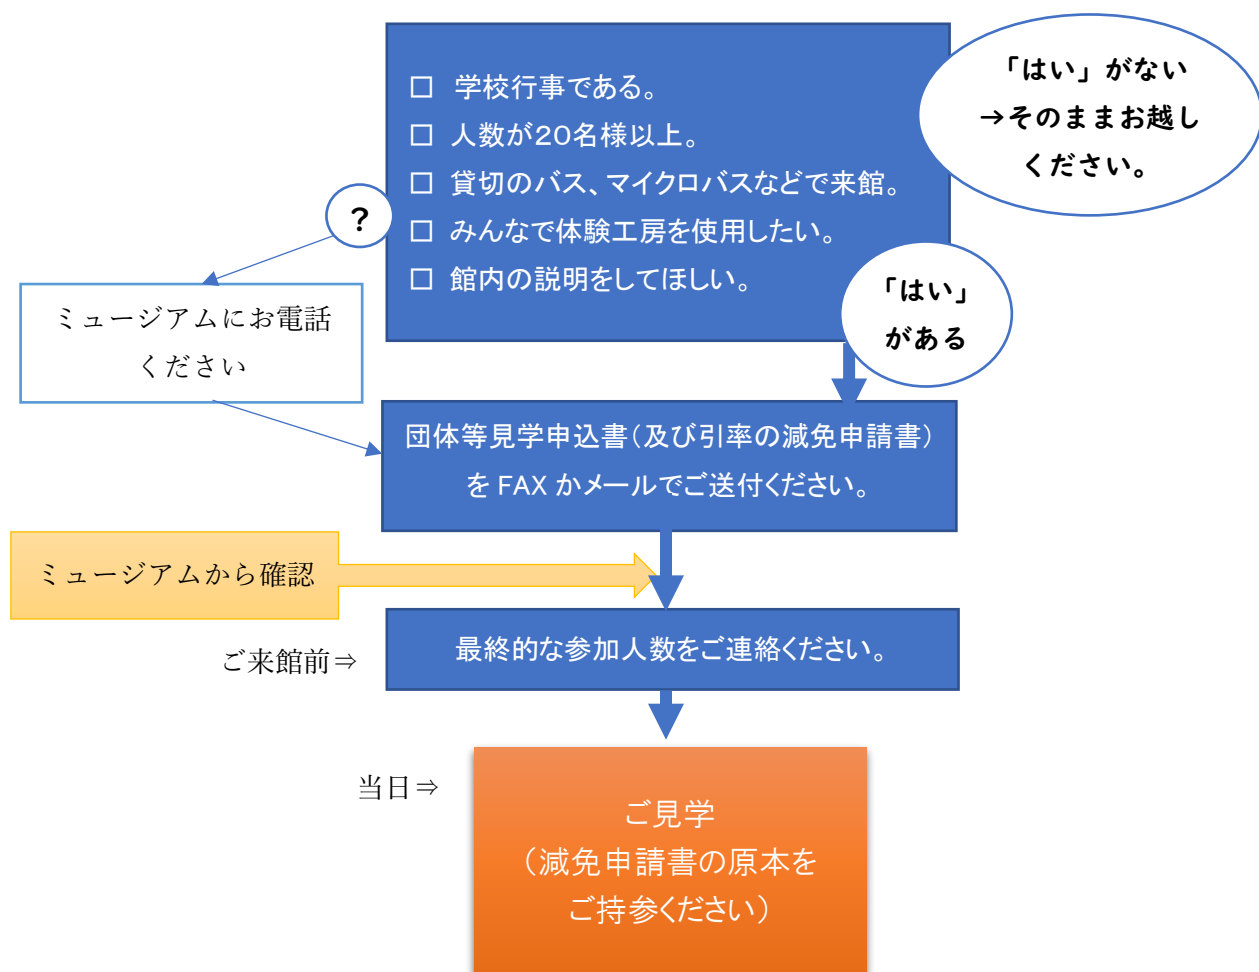 □ 学校行事である。
□ 人数が20名様以上。
□ 貸切のバス、マイクロバスなどで来館。
□ みんなで体験工房を使用したい。
□ 館内の説明をしてほしい。
「はい」がない
→そのままお越し
ください。
?
「はい」
がある
ミュージアムにお電話
ください
団体等見学申込書(及び引率の減免申請書)
を FAX かメールでご送付ください。
ミュージアムから確認
ご来館前⇒
最終的な参加人数をご連絡ください。
当日⇒
ご見学
(減免申請書の原本を
ご持参ください)